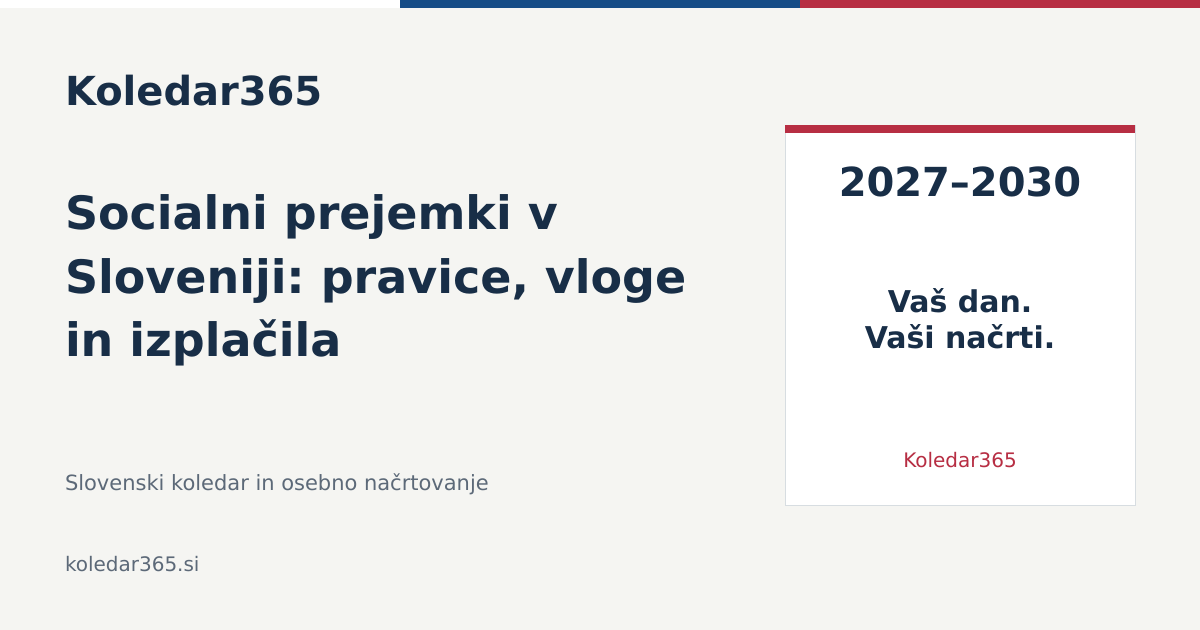 Koledar365
Socialni prejemki v
Sloveniji: pravice, vloge
in izplačila
Slovenski koledar in osebno načrtovanje
koledar365.si
2027–2030
Vaš dan.
Vaši načrti.
Koledar365